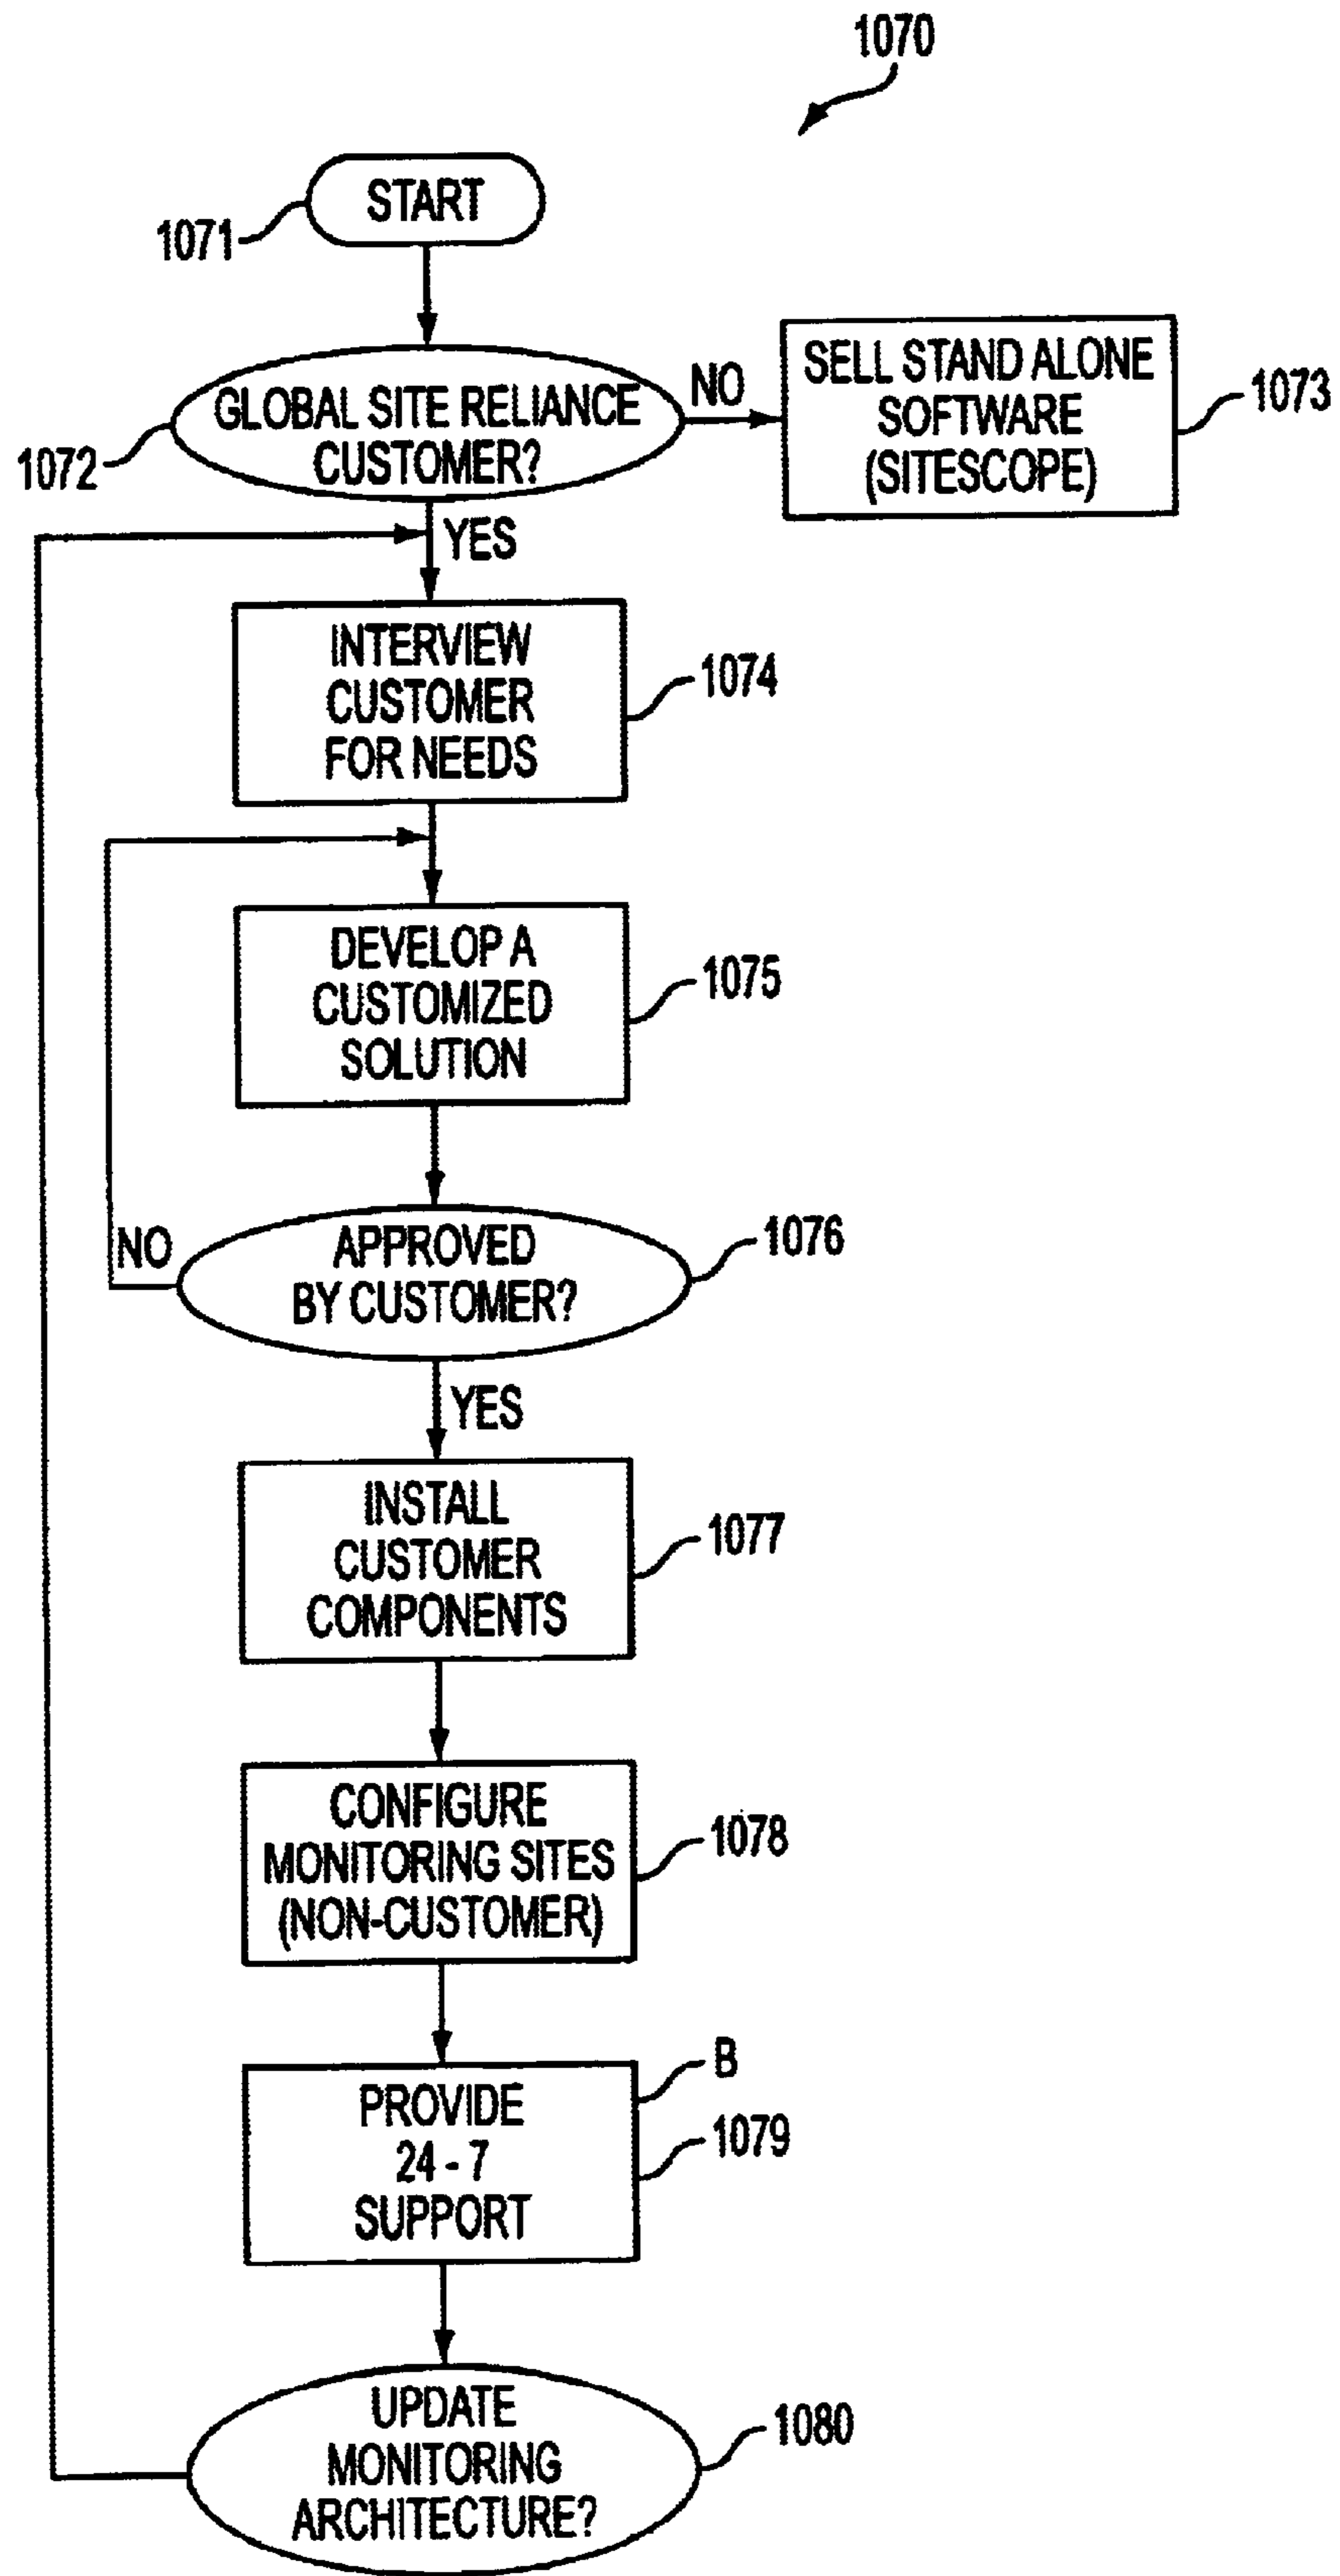 1070
START
1071
GLOBAL SITE RELIANCE
CUSTOMER?
1072
NO
SELL STAND ALONE
SOFTWARE
(SITESCOPE)
1073
YES
INTERVIEW
CUSTOMER
FOR NEEDS
1074
DEVELOP A
CUSTOMIZED
SOLUTION
1075
APPROVED
BY CUSTOMER?
1076
NO
YES
INSTALL
CUSTOMER
COMPONENTS
1077
CONFIGURE
MONITORING SITES
(NON-CUSTOMER)
1078
B
PROVIDE
24 - 7
SUPPORT
1079
UPDATE
MONITORING
ARCHITECTURE?
1080